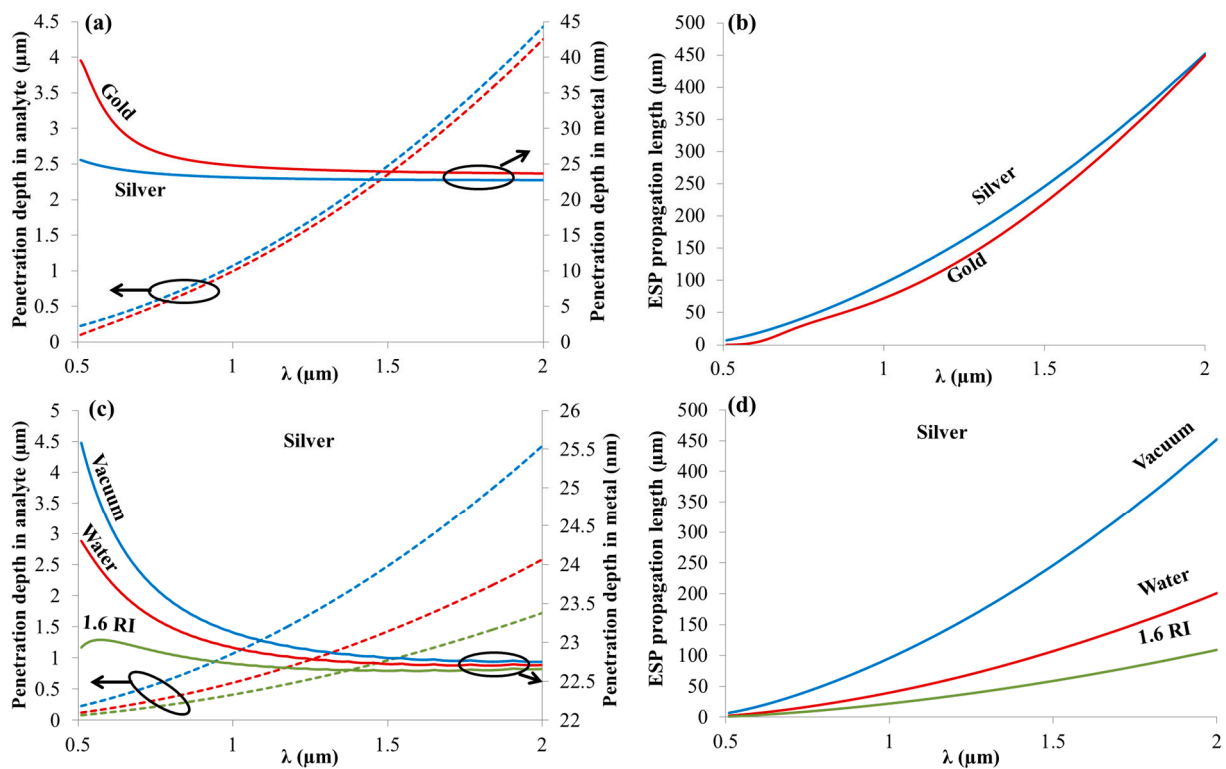 (a)
Penetration depth in analyte (µm)
4.5
4
3.5
3
2.5
2
1.5
1
0.5
0
Gold
Silver
45
40
35
30
25
20
15
10
5
0
Penetration depth in metal (nm)
0.5 1 1.5 2
λ (µm)
(b)
ESP propagation length (µm)
500
450
400
350
300
250
200
150
100
50
0
Silver
Gold
0.5 1 1.5 2
λ (µm)
(c)
Silver
Penetration depth in analyte (µm)
5
4.5
4
3.5
3
2.5
2
1.5
1
0.5
0
Vacuum
Water
1.6 RI
26
25.5
25
24.5
24
23.5
23
22.5
22
Penetration depth in metal (nm)
0.5 1 1.5 2
λ (µm)
(d)
Silver
ESP propagation length (µm)
500
450
400
350
300
250
200
150
100
50
0
Vacuum
Water
1.6 RI
0.5 1 1.5 2
λ (µm)